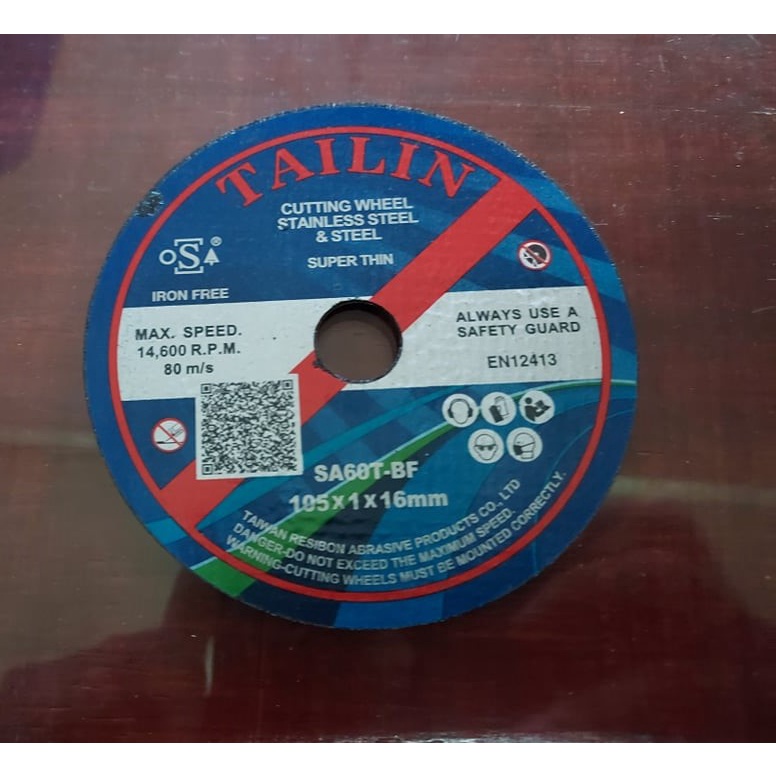 TAILIN
CUTTING WHEEL
STAINLESS STEEL
& STEEL
SUPER THIN
oSA®
IRON FREE
MAX. SPEED.
14,600 R.P.M.
80 m/s
ALWAYS USE A
SAFETY GUARD
EN12413
SA60T-BF
105x1x16mm
TAIWAN RESIBON ABRASIVE PRODUCTS CO., LTD
DANGER-DO NOT EXCEED THE MAXIMUM SPEED.
WARNING-CUTTING WHEELS MUST BE MOUNTED CORRECTLY.